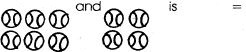 and is =